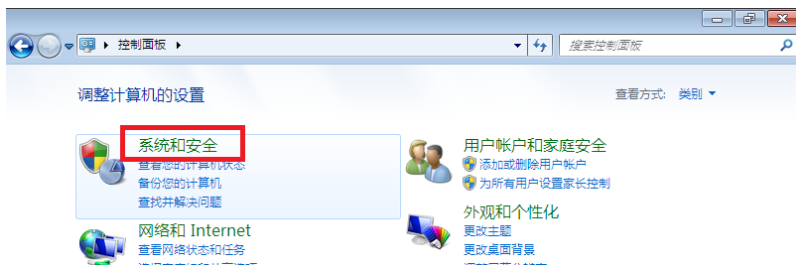 控制面板
搜索控制面板
调整计算机的设置
查看方式: 类别
系统和安全
查看您的计算机状态
备份您的计算机
查找并解决问题
网络和 Internet
查看网络状态和任务
用户帐户和家庭安全
添加或删除用户帐户
为所有用户设置家长控制
外观和个性化
更改主题
更改桌面背景